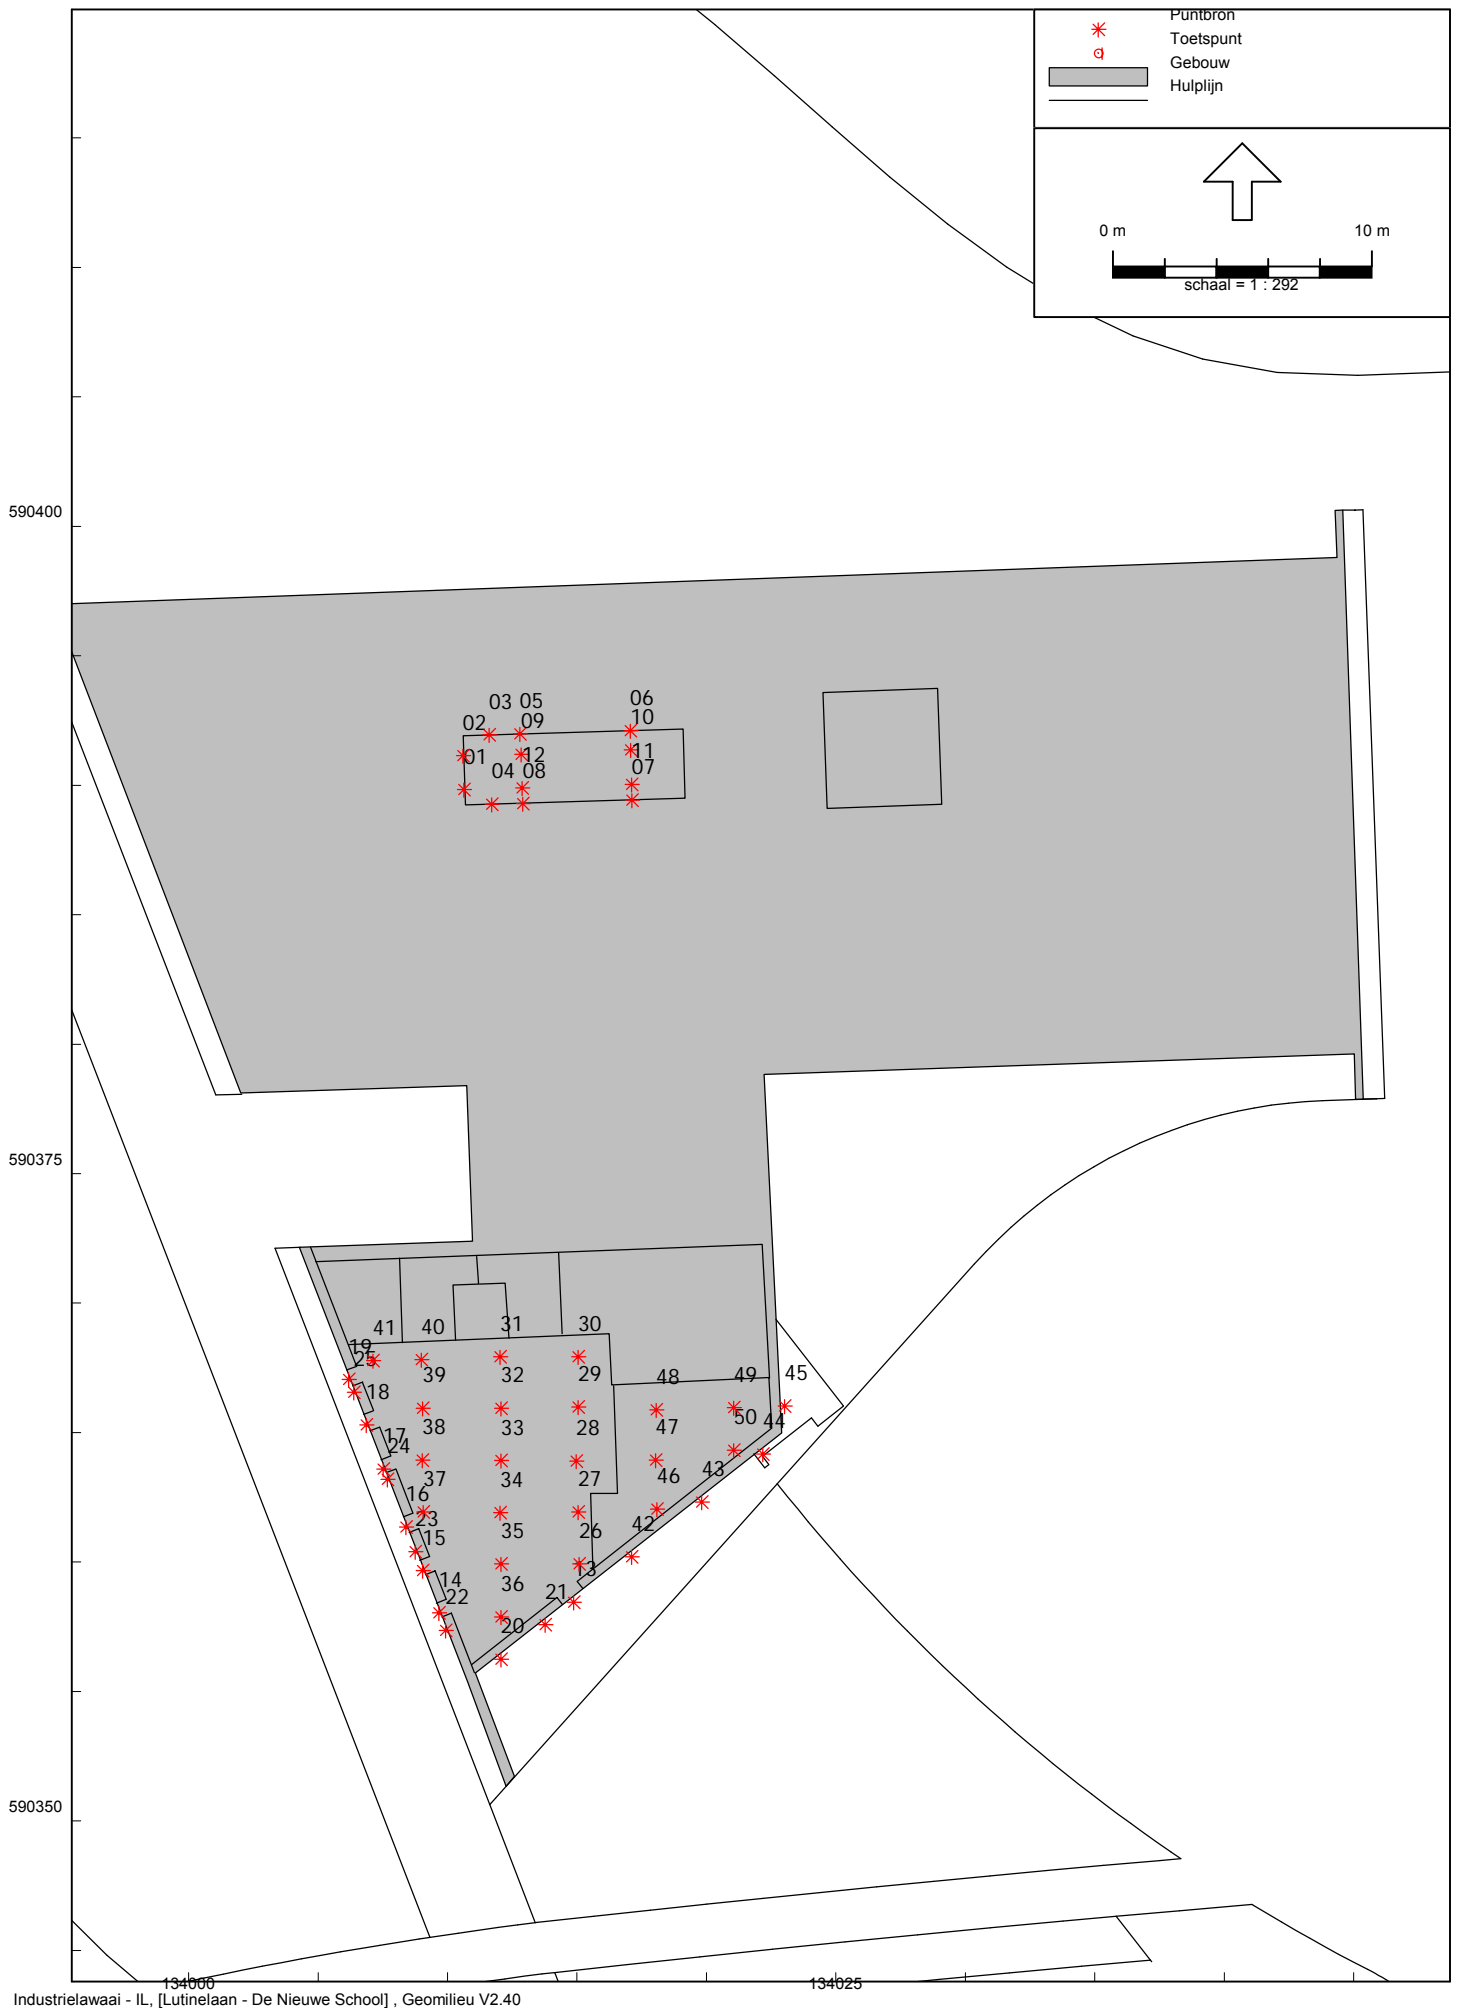 Puntbron
Toetspunt
Gebouw
Hulplijn
0 m 10 m
schaal = 1 : 292
590400
03 05 06
02 09 10
01 12 11
04 08 07
590375
41 40 31 30
19
25 39 32 29 48 49 45
18
38 33 28 47 50 44
17
24
37 34 27 46 43
16
23 35 26 42
15
14 36 13
22 21
20
590350
134000 134025
Industrielawaai - IL, [Lutinelaan - De Nieuwe School] , Geomilieu V2.40